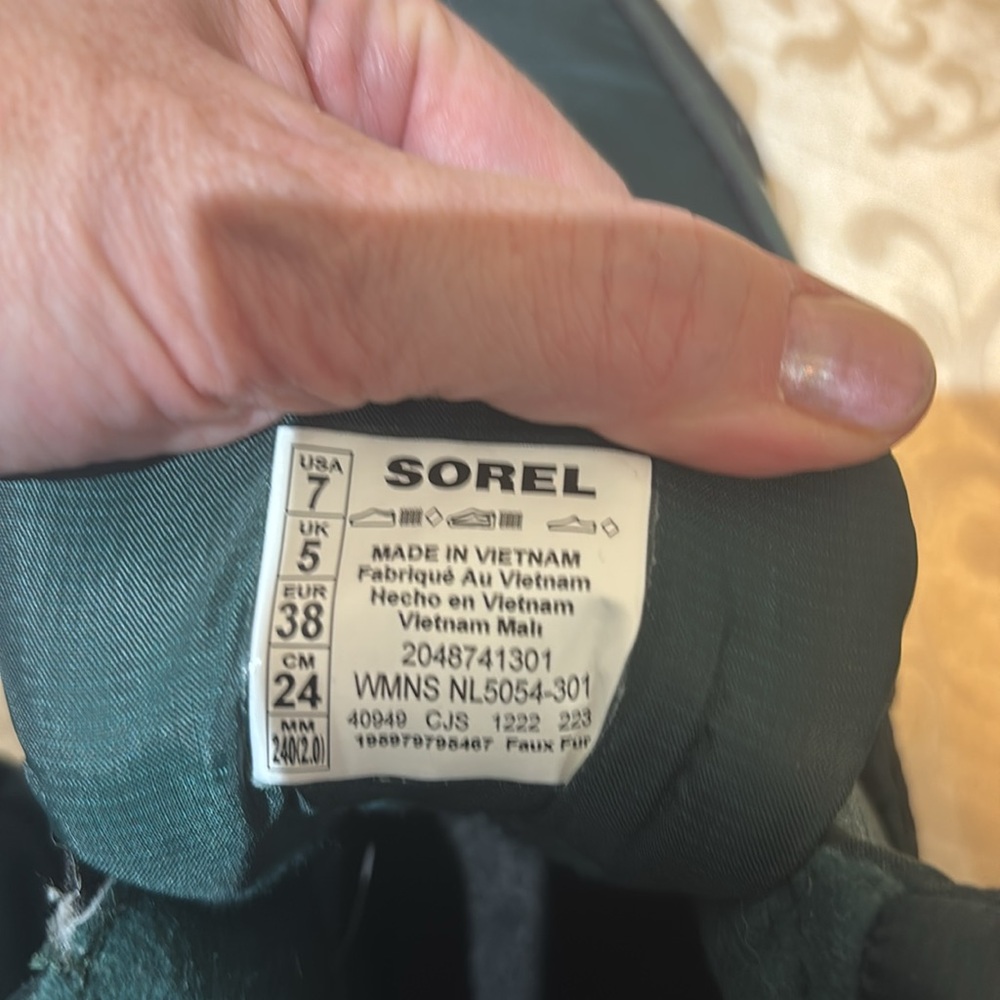 SOREL
USA
7
UK
5
EUR
38
CM
24
MM
240(2.0)
MADE IN VIETNAM
Fabriqué Au Vietnam
Hecho en Vietnam
Vietnam Malı
2048741301
WMNS NL5054-301
40949 CJS 1222 223
195979795467 Faux Fur